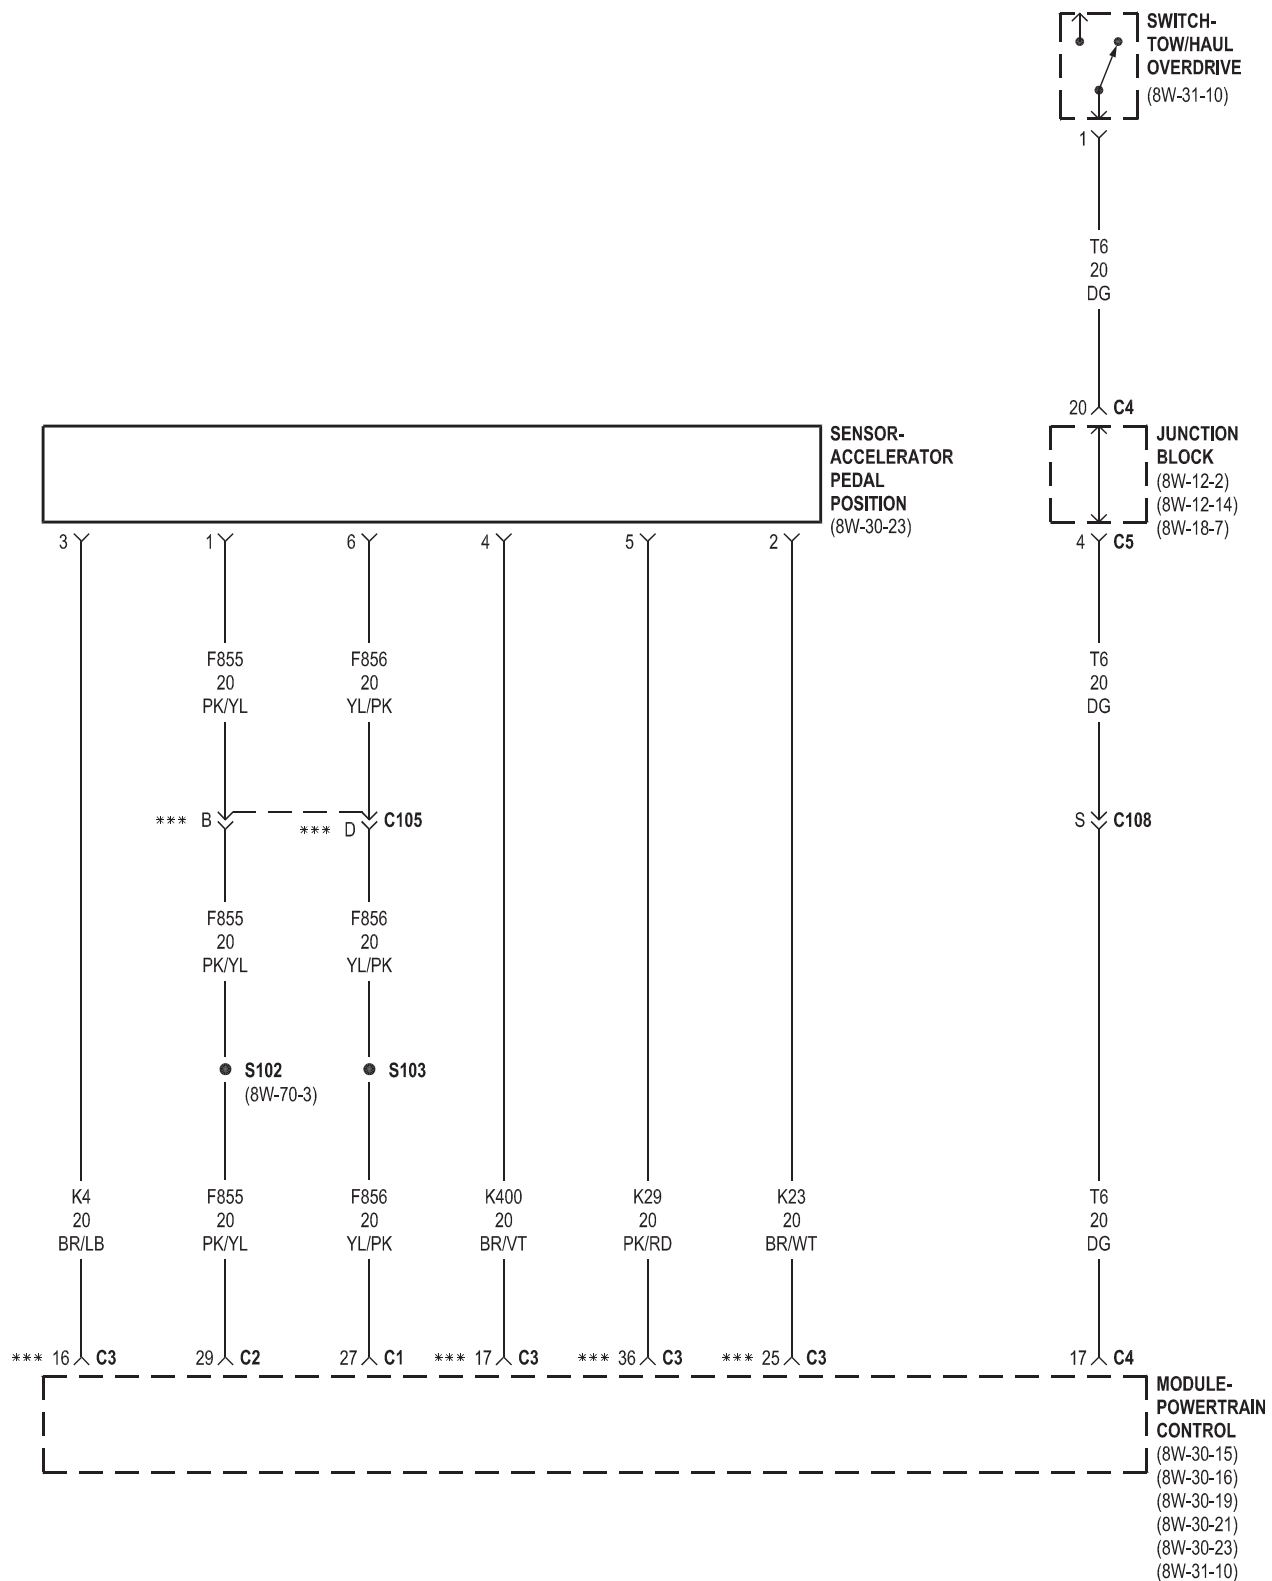 SWITCH-
TOW/HAUL
OVERDRIVE
(8W-31-10)
1
T6
20
DG
20 C4
SENSOR-
ACCELERATOR
PEDAL
POSITION
(8W-30-23)
JUNCTION
BLOCK
(8W-12-2)
(8W-12-14)
(8W-18-7)
3 1 6 4 5 2 4 C5
F855 F856 T6
20 20 20
PK/YL YL/PK DG
*** B *** D C105 S C108
F855 F856
20 20
PK/YL YL/PK
S102 S103
(8W-70-3)
K4 F855 F856 K400 K29 K23 T6
20 20 20 20 20 20 20
BR/LB PK/YL YL/PK BR/VT PK/RD BR/WT DG
*** 16 C3 29 C2 27 C1 *** 17 C3 *** 36 C3 *** 25 C3 17 C4
MODULE-
POWERTRAIN
CONTROL
(8W-30-15)
(8W-30-16)
(8W-30-19)
(8W-30-21)
(8W-30-23)
(8W-31-10)